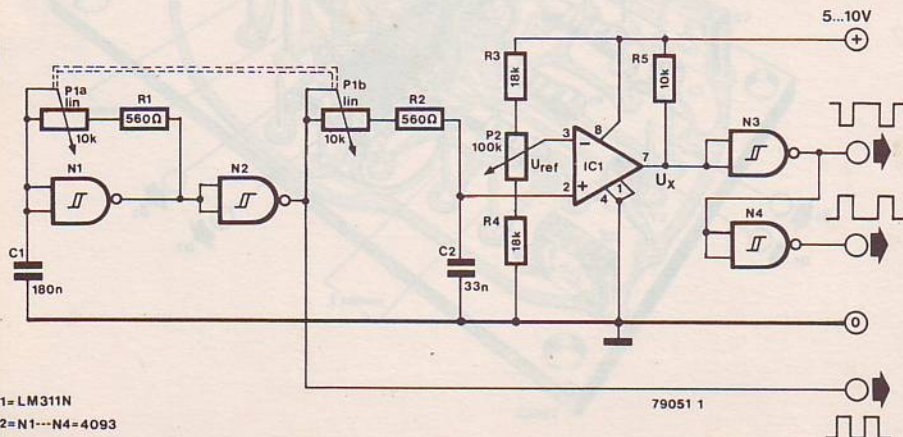 5...10V
+
R3
18k
R5
10k
P1a
lin
10k
R1
560Ω
P1b
lin
10k
R2
560Ω
P2
100k
Uref
3
8
−
IC1
2
+
4
1
7
Ux
N3
N1
N2
N4
R4
18k
C1
180n
C2
33n
0
1=LM311N
79051 1
2=N1---N4=4093